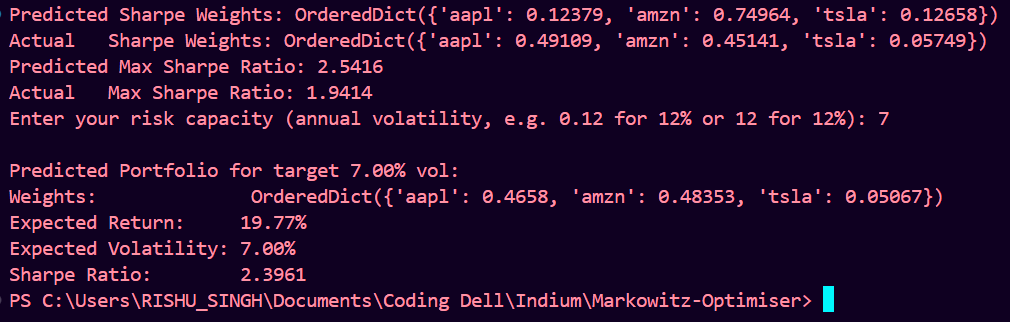 Predicted Sharpe Weights: OrderedDict({'aapl': 0.12379, 'amzn': 0.74964, 'tsla': 0.12658})
Actual   Sharpe Weights: OrderedDict({'aapl': 0.49109, 'amzn': 0.45141, 'tsla': 0.05749})
Predicted Max Sharpe Ratio: 2.5416
Actual   Max Sharpe Ratio: 1.9414
Enter your risk capacity (annual volatility, e.g. 0.12 for 12% or 12 for 12%): 7
Predicted Portfolio for target 7.00% vol:
Weights:             OrderedDict({'aapl': 0.4658, 'amzn': 0.48353, 'tsla': 0.05067})
Expected Return:     19.77%
Expected Volatility: 7.00%
Sharpe Ratio:        2.3961
PS C:\Users\RISHU_SINGH\Documents\Coding Dell\Indium\Markowitz-Optimiser>